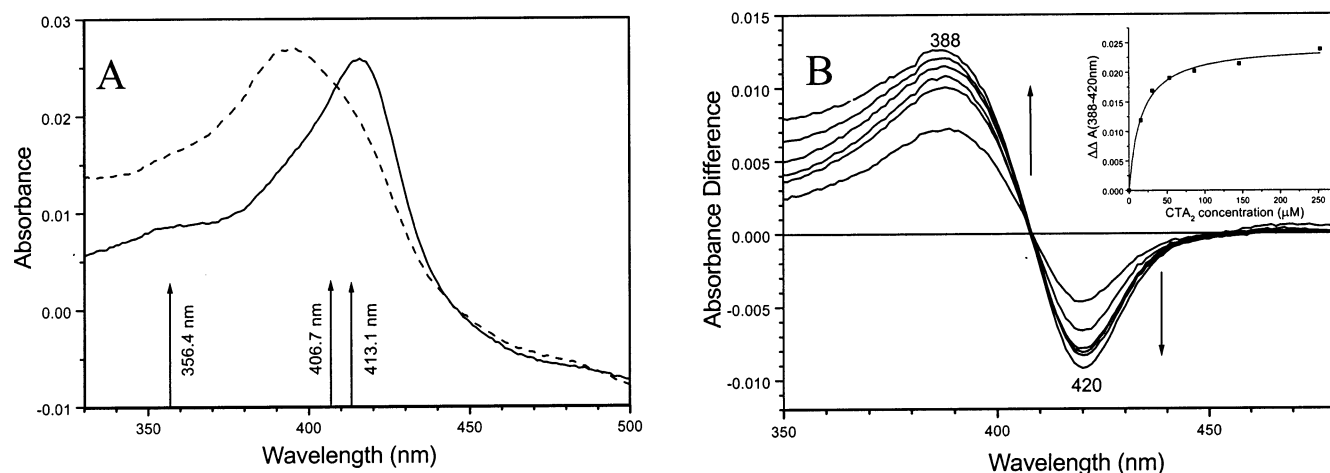 A
Absorbance
0.03
0.02
0.01
0.00
-0.01
356.4 nm
406.7 nm
413.1 nm
350
400
450
500
Wavelength (nm)
B
Absorbance Difference
0.015
0.010
0.005
0.000
-0.005
-0.010
388
420
350
400
450
Wavelength (nm)
ΔΔ A(388-420nm)
0.025
0.020
0.015
0.010
0.005
0.000
0
50
100
150
200
250
CTA₂ concentration (μM)